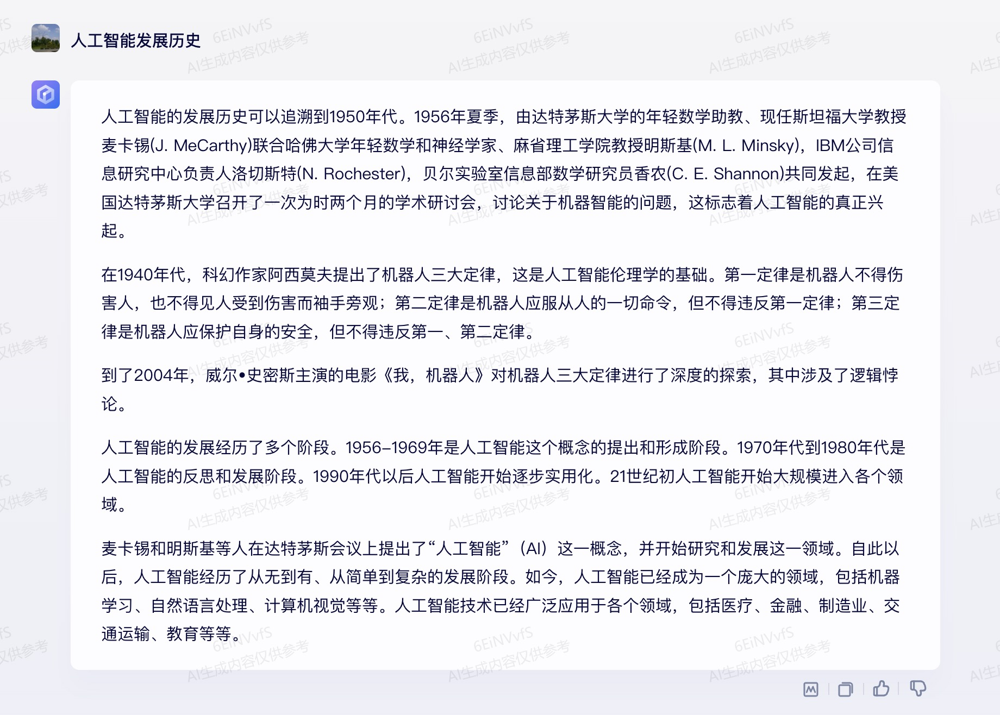 人工智能发展历史
人工智能的发展历史可以追溯到1950年代。1956年夏季，由达特茅斯大学的年轻数学助教、现任斯坦福大学教授
麦卡锡(J. MeCarthy)联合哈佛大学年轻数学和神经学家、麻省理工学院教授明斯基(M. L. Minsky)，IBM公司信
息研究中心负责人洛切斯特(N. Rochester)，贝尔实验室信息部数学研究员香农(C. E. Shannon)共同发起，在美
国达特茅斯大学召开了一次为时两个月的学术研讨会，讨论关于机器智能的问题，这标志着人工智能的真正兴
起。
在1940年代，科幻作家阿西莫夫提出了机器人三大定律，这是人工智能伦理学的基础。第一定律是机器人不得伤
害人，也不得见人受到伤害而袖手旁观；第二定律是机器人应服从人的一切命令，但不得违反第一定律；第三定
律是机器人应保护自身的安全，但不得违反第一、第二定律。
到了2004年，威尔•史密斯主演的电影《我，机器人》对机器人三大定律进行了深度的探索，其中涉及了逻辑悖
论。
人工智能的发展经历了多个阶段。1956–1969年是人工智能这个概念的提出和形成阶段。1970年代到1980年代是
人工智能的反思和发展阶段。1990年代以后人工智能开始逐步实用化。21世纪初人工智能开始大规模进入各个领
域。
麦卡锡和明斯基等人在达特茅斯会议上提出了“人工智能”（AI）这一概念，并开始研究和发展这一领域。自此以
后，人工智能经历了从无到有、从简单到复杂的发展阶段。如今，人工智能已经成为一个庞大的领域，包括机器
学习、自然语言处理、计算机视觉等等。人工智能技术已经广泛应用于各个领域，包括医疗、金融、制造业、交
通运输、教育等等。
6EiNVvfS
AI生成内容仅供参考